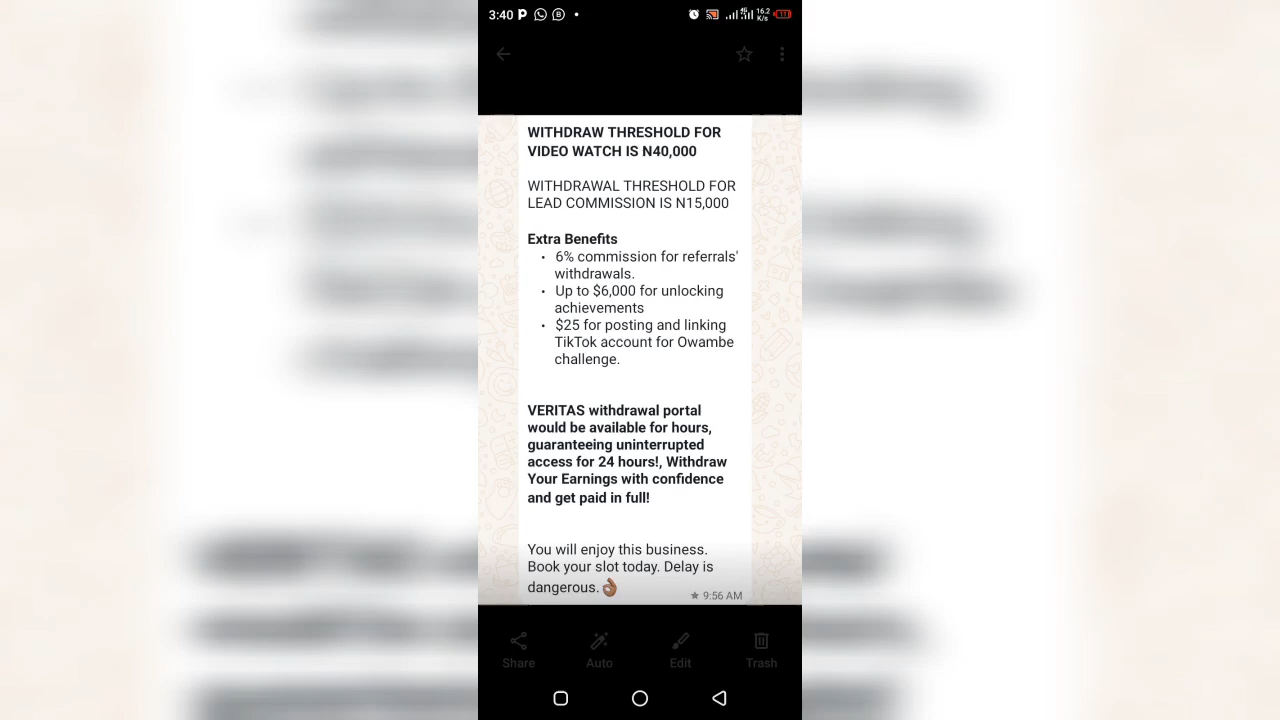 3:40
4G
16.2
K/s
11
WITHDRAW THRESHOLD FOR
VIDEO WATCH IS N40,000
WITHDRAWAL THRESHOLD FOR
LEAD COMMISSION IS N15,000
Extra Benefits
• 6% commission for referrals'
withdrawals.
• Up to $6,000 for unlocking
achievements
• $25 for posting and linking
TikTok account for Owambe
challenge.
VERITAS withdrawal portal
would be available for hours,
guaranteeing uninterrupted
access for 24 hours!, Withdraw
Your Earnings with confidence
and get paid in full!
You will enjoy this business.
Book your slot today. Delay is
dangerous.👌🏾
★ 9:56 AM
Share
Auto
Edit
Trash